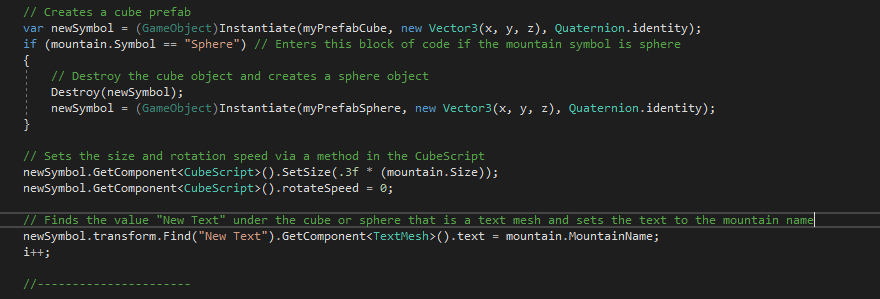 // Creates a cube prefab
var newSymbol = (GameObject)Instantiate(myPrefabCube, new Vector3(x, y, z), Quaternion.identity);
if (mountain.Symbol == "Sphere") // Enters this block of code if the mountain symbol is sphere
{
// Destroy the cube object and creates a sphere object
Destroy(newSymbol);
newSymbol = (GameObject)Instantiate(myPrefabSphere, new Vector3(x, y, z), Quaternion.identity);
}
// Sets the size and rotation speed via a method in the CubeScript
newSymbol.GetComponent<CubeScript>().SetSize(.3f * (mountain.Size));
newSymbol.GetComponent<CubeScript>().rotateSpeed = 0;
// Finds the value "New Text" under the cube or sphere that is a text mesh and sets the text to the mountain name
newSymbol.transform.Find("New Text").GetComponent<TextMesh>().text = mountain.MountainName;
i++;
//----------------------